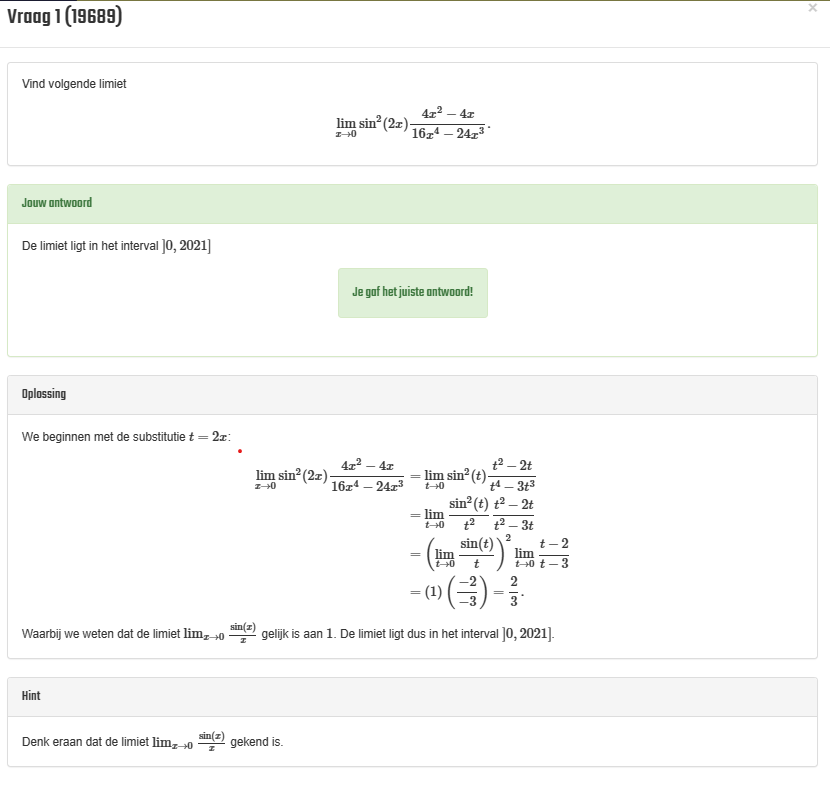 Vraag 1 (19689)
×
Vind volgende limiet
$\lim_{x \to 0} \sin^2(2x) \frac{4x^2 - 4x}{16x^4 - 24x^3}.$
Jouw antwoord
De limiet ligt in het interval ]0, 2021]
Je gaf het juiste antwoord!
Oplossing
We beginnen met de substitutie $t = 2x$:
$\lim_{x \to 0} \sin^2(2x) \frac{4x^2 - 4x}{16x^4 - 24x^3} = \lim_{t \to 0} \sin^2(t) \frac{t^2 - 2t}{t^4 - 3t^3}$
$= \lim_{t \to 0} \frac{\sin^2(t)}{t^2} \frac{t^2 - 2t}{t^2 - 3t}$
$= \left( \lim_{t \to 0} \frac{\sin(t)}{t} \right)^2 \lim_{t \to 0} \frac{t - 2}{t - 3}$
$= (1) \left( \frac{-2}{-3} \right) = \frac{2}{3}.$
Waarbij we weten dat de limiet $\lim_{x \to 0} \frac{\sin(x)}{x}$ gelijk is aan 1. De limiet ligt dus in het interval ]0, 2021].
Hint
Denk eraan dat de limiet $\lim_{x \to 0} \frac{\sin(x)}{x}$ gekend is.